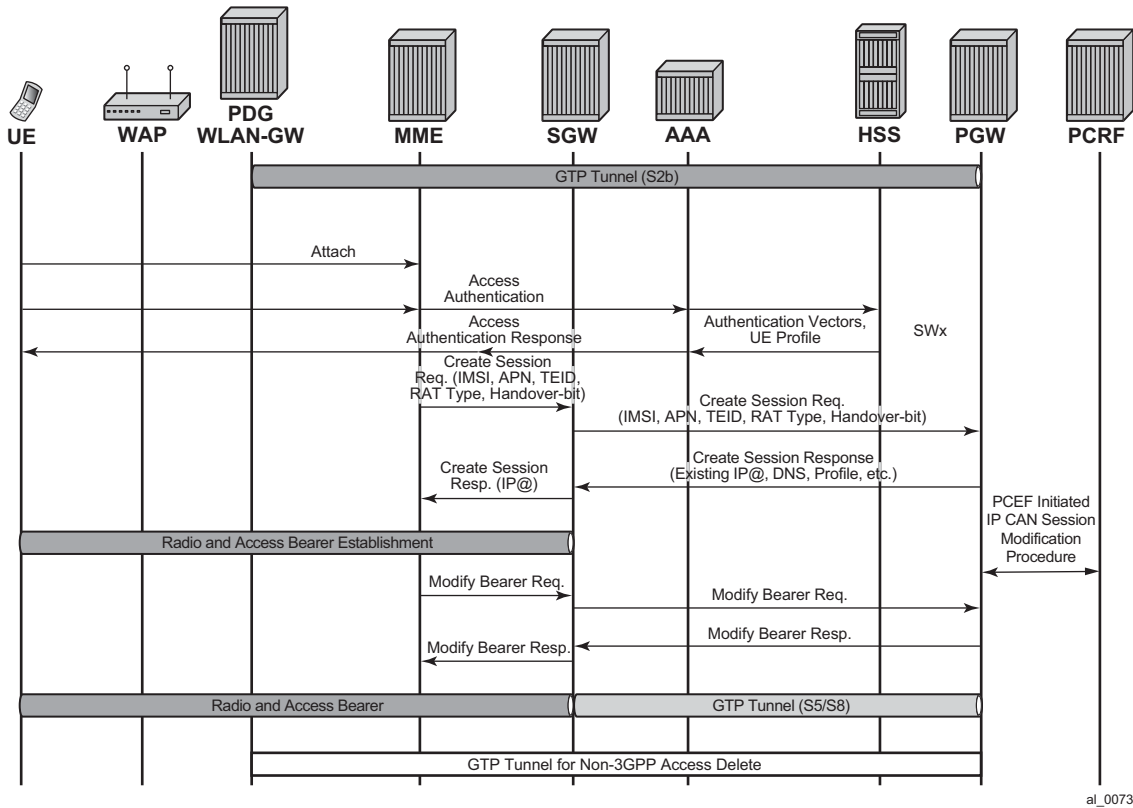 PDG
UE
WAP
WLAN-GW
MME
SGW
AAA
HSS
PGW
PCRF
GTP Tunnel (S2b)
Attach
Access
Authentication
Access
Authentication Response
Authentication Vectors,
UE Profile
SWx
Create Session
Req. (IMSI, APN, TEID,
RAT Type, Handover-bit)
Create Session Req.
(IMSI, APN, TEID, RAT Type, Handover-bit)
Create Session Response
(Existing IP@, DNS, Profile, etc.)
Create Session
Resp. (IP@)
PCEF Initiated
IP CAN Session
Modification
Procedure
Radio and Access Bearer Establishment
Modify Bearer Req.
Modify Bearer Req.
Modify Bearer Resp.
Modify Bearer Resp.
Radio and Access Bearer
GTP Tunnel (S5/S8)
GTP Tunnel for Non-3GPP Access Delete
al_0073